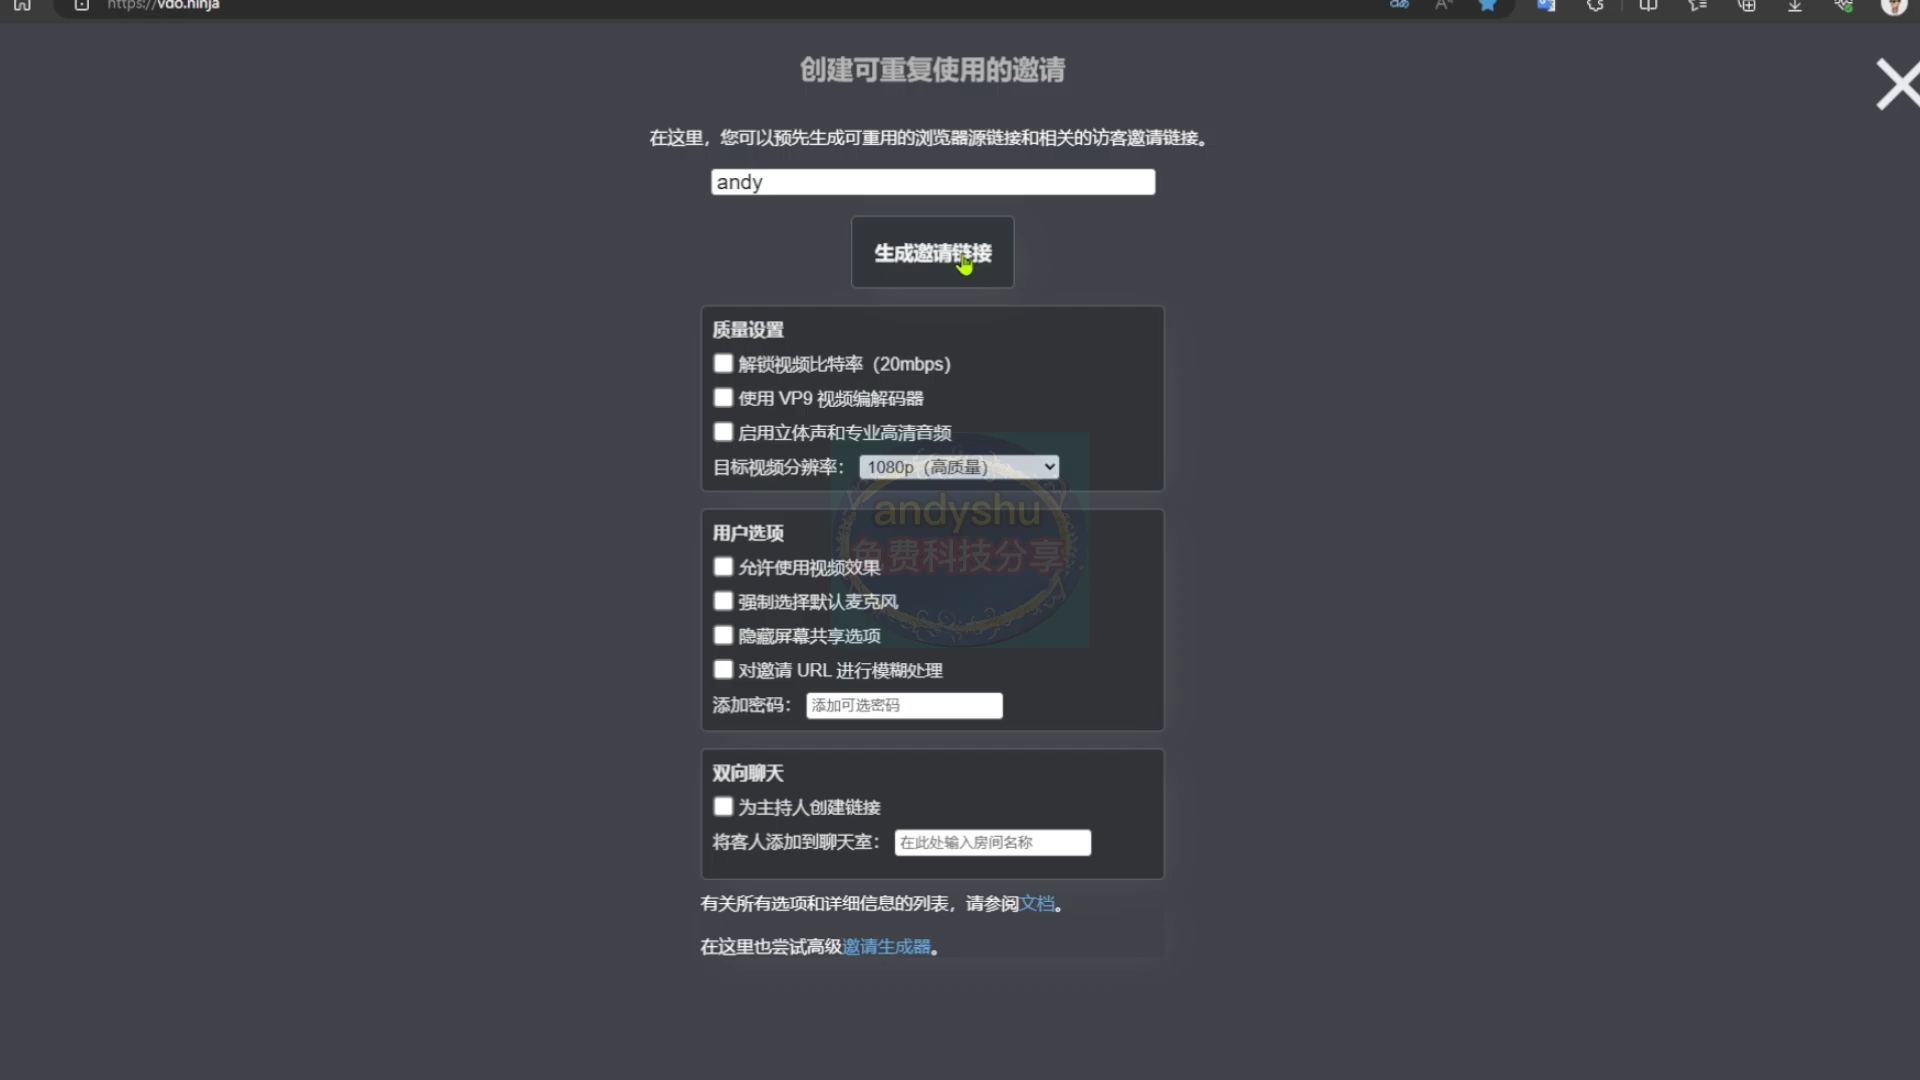 https://vdo.ninja
创建可重复使用的邀请
在这里，您可以预先生成可重用的浏览器源链接和相关的访客邀请链接。
andy
生成邀请链接
质量设置
解锁视频比特率（20mbps）
使用 VP9 视频编解码器
启用立体声和专业高清音频
目标视频分辨率： 1080p（高质量）
andyshu
用户选项
免费科技分享
允许使用视频效果
强制选择默认麦克风
隐藏屏幕共享选项
对邀请 URL 进行模糊处理
添加密码： 添加可选密码
双向聊天
为主持人创建链接
将客人添加到聊天室： 在此处输入房间名称
有关所有选项和详细信息的列表，请参阅文档。
在这里也尝试高级邀请生成器。